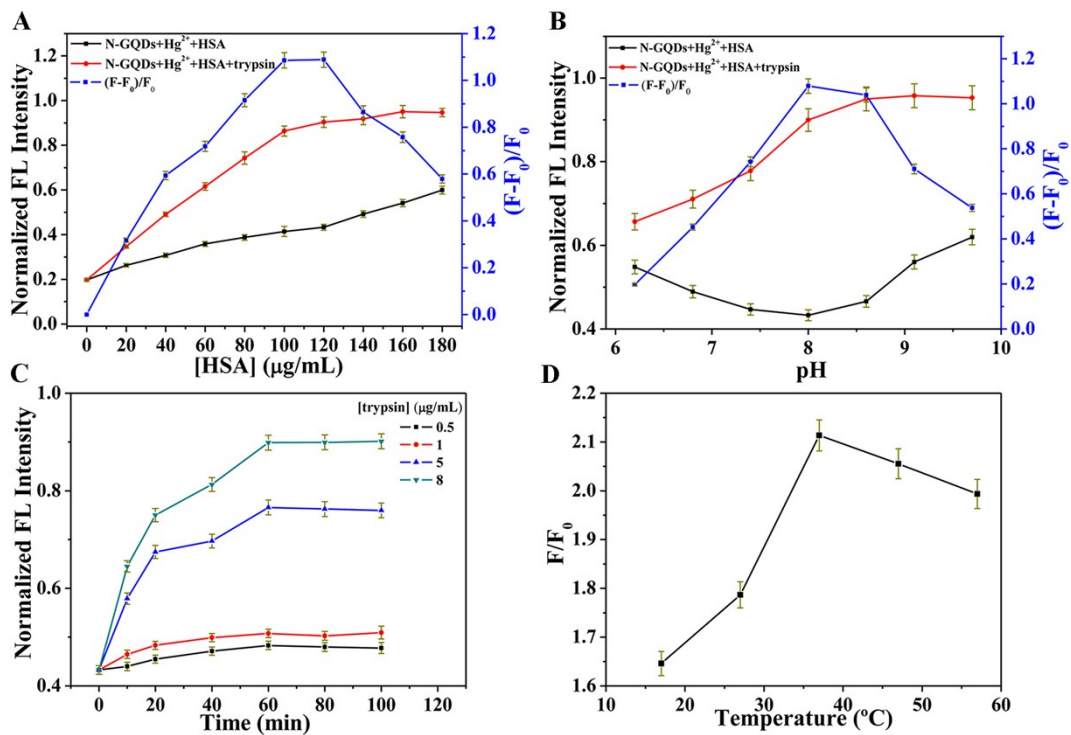 A
N-GQDs+Hg²⁺+HSA
N-GQDs+Hg²⁺+HSA+trypsin
(F-F₀)/F₀
Normalized FL Intensity
1.2
1.0
0.8
0.6
0.4
0.2
0.0
0 20 40 60 80 100 120 140 160 180
[HSA] (μg/mL)
1.2
1.0
0.8
0.6
0.4
0.2
0.0
(F-F₀)/F₀
B
N-GQDs+Hg²⁺+HSA
N-GQDs+Hg²⁺+HSA+trypsin
(F-F₀)/F₀
Normalized FL Intensity
1.0
0.8
0.6
0.4
6 7 8 9 10
pH
1.2
1.0
0.8
0.6
0.4
0.2
0.0
(F-F₀)/F₀
C
[trypsin] (μg/mL)
0.5
1
5
8
Normalized FL Intensity
1.0
0.8
0.6
0.4
0 20 40 60 80 100
Time (min)
D
F/F₀
2.2
2.1
2.0
1.9
1.8
1.7
1.6
10 20 30 40 50 60
Temperature (ºC)